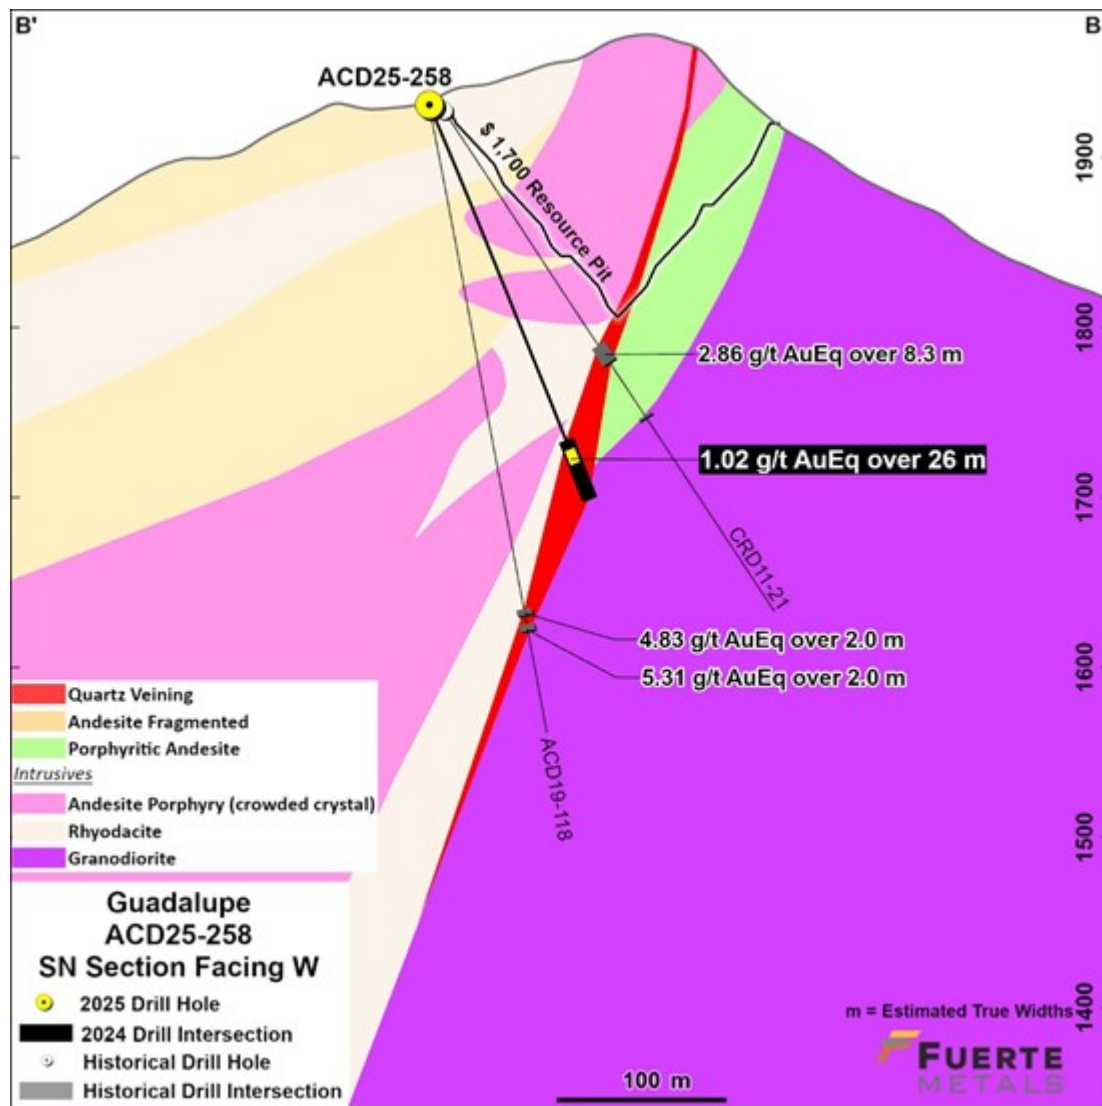 B'
B
ACD25-258
$ 1,700 Resource Pit
1900
1800
2.86 g/t AuEq over 8.3 m
1.02 g/t AuEq over 26 m
1700
CRD11-21
4.83 g/t AuEq over 2.0 m
5.31 g/t AuEq over 2.0 m
1600
ACD19-118
Quartz Veining
Andesite Fragmented
Porphyritic Andesite
Intrusives
Andesite Porphyry (crowded crystal)
Rhyodacite
Granodiorite
1500
Guadalupe
ACD25-258
SN Section Facing W
2025 Drill Hole
2024 Drill Intersection
Historical Drill Hole
Historical Drill Intersection
1400
m = Estimated True Widths
100 m
FUERTE
METALS